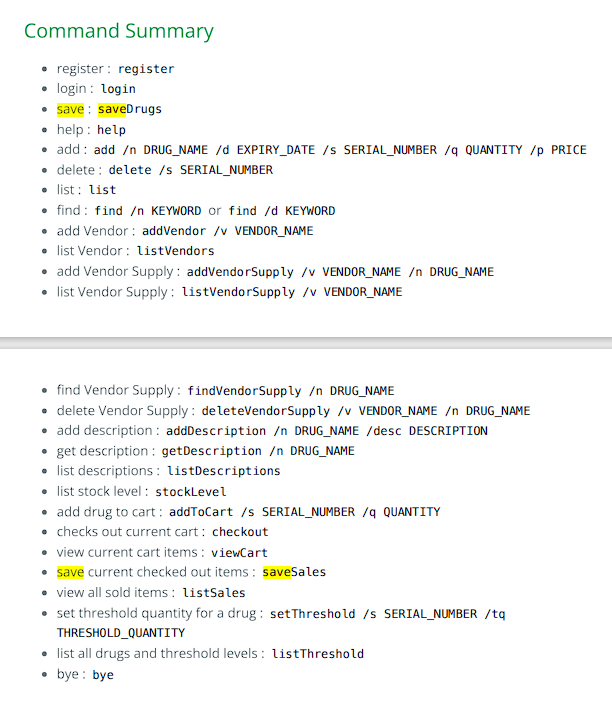 Command Summary
register : register
login : login
save : saveDrugs
help : help
add : add /n DRUG_NAME /d EXPIRY_DATE /s SERIAL_NUMBER /q QUANTITY /p PRICE
delete : delete /s SERIAL_NUMBER
list : list
find : find /n KEYWORD or find /d KEYWORD
add Vendor : addVendor /v VENDOR_NAME
list Vendor : listVendors
add Vendor Supply : addVendorSupply /v VENDOR_NAME /n DRUG_NAME
list Vendor Supply : listVendorSupply /v VENDOR_NAME
find Vendor Supply : findVendorSupply /n DRUG_NAME
delete Vendor Supply : deleteVendorSupply /v VENDOR_NAME /n DRUG_NAME
add description : addDescription /n DRUG_NAME /desc DESCRIPTION
get description : getDescription /n DRUG_NAME
list descriptions : listDescriptions
list stock level : stockLevel
add drug to cart : addToCart /s SERIAL_NUMBER /q QUANTITY
checks out current cart : checkout
view current cart items : viewCart
save current checked out items : saveSales
view all sold items : listSales
set threshold quantity for a drug : setThreshold /s SERIAL_NUMBER /tq
THRESHOLD_QUANTITY
list all drugs and threshold levels : listThreshold
bye : bye